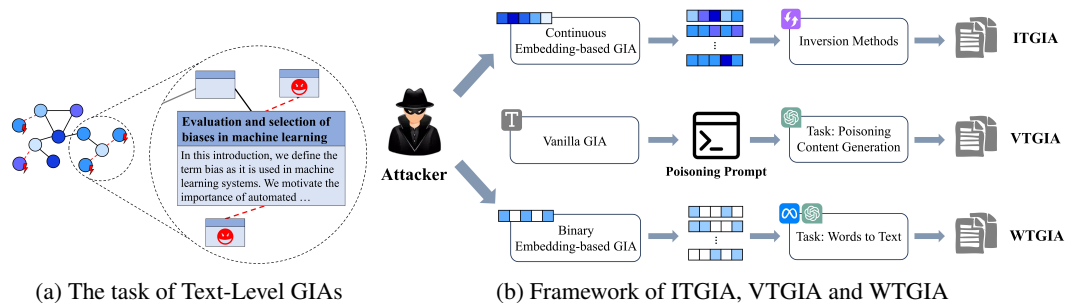 Evaluation and selection of
biases in machine learning
In this introduction, we define the
term bias as it is used in machine
learning systems. We motivate the
importance of automated …
(a) The task of Text-Level GIAs
Attacker
Continuous
Embedding-based GIA
Inversion Methods
ITGIA
T
Vanilla GIA
Poisoning Prompt
Task: Poisoning
Content Generation
VTGIA
Binary
Embedding-based GIA
Task: Words to Text
WTGIA
(b) Framework of ITGIA, VTGIA and WTGIA